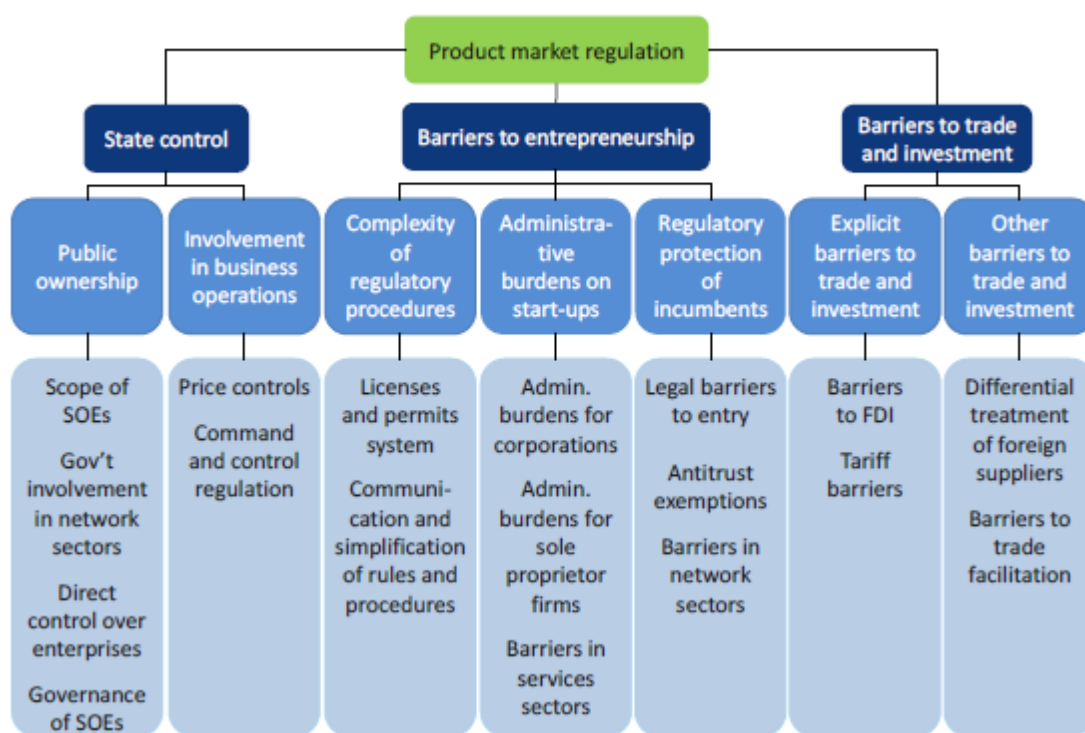 Product market regulation
State control
Barriers to entrepreneurship
Barriers to trade
and investment
Public
ownership
Involvement
in business
operations
Complexity
of
regulatory
procedures
Administra-
tive
burdens on
start-ups
Regulatory
protection
of
incumbents
Explicit
barriers to
trade and
investment
Other
barriers to
trade and
investment
Scope of
SOEs
Gov't
involvement
in network
sectors
Direct
control over
enterprises
Governance
of SOEs
Price controls
Command
and control
regulation
Licenses
and permits
system
Communi-
cation and
simplification
of rules and
procedures
Admin.
burdens for
corporations
Admin.
burdens for
sole
proprietor
firms
Barriers in
services
sectors
Legal barriers
to entry
Antitrust
exemptions
Barriers in
network
sectors
Barriers
to FDI
Tariff
barriers
Differential
treatment
of foreign
suppliers
Barriers to
trade
facilitation